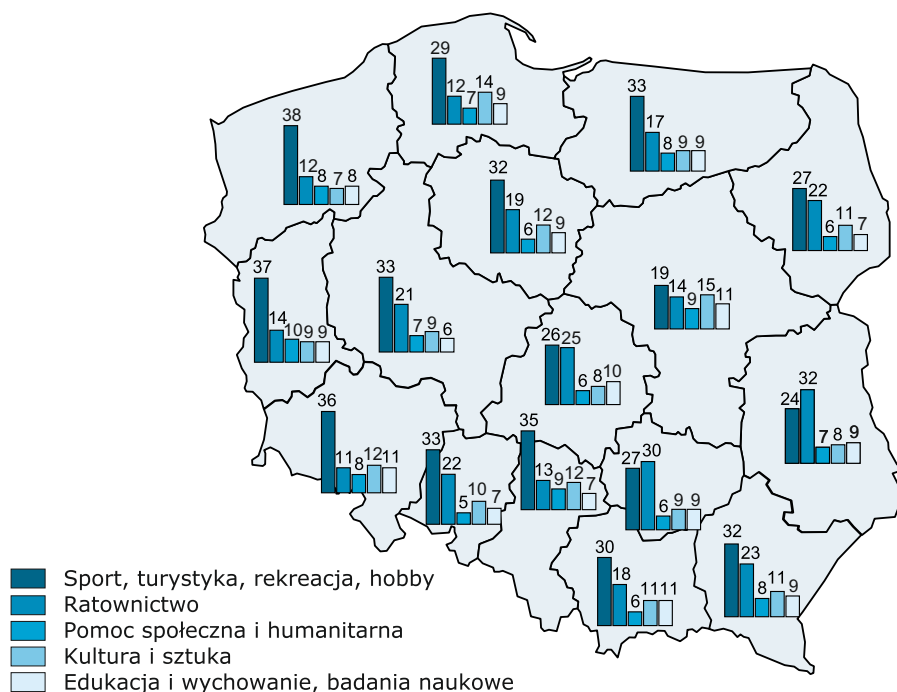 29
12 7 14 9
38
12 8 7 8
33
17 8 9 9
32
19 6 12 9
27 22 6 11 7
37
14 10 9 9
33
21 7 9 6
19 14 9 15 11
26 25 6 8 10
24 32 7 8 9
36
11 8 12 11
33 22 5 10 7
35
13 9 12 7
27 30 6 9 9
30
18 6 11 11
32
23 8 11 9
Sport, turystyka, rekreacja, hobby
Ratownictwo
Pomoc społeczna i humanitarna
Kultura i sztuka
Edukacja i wychowanie, badania naukowe